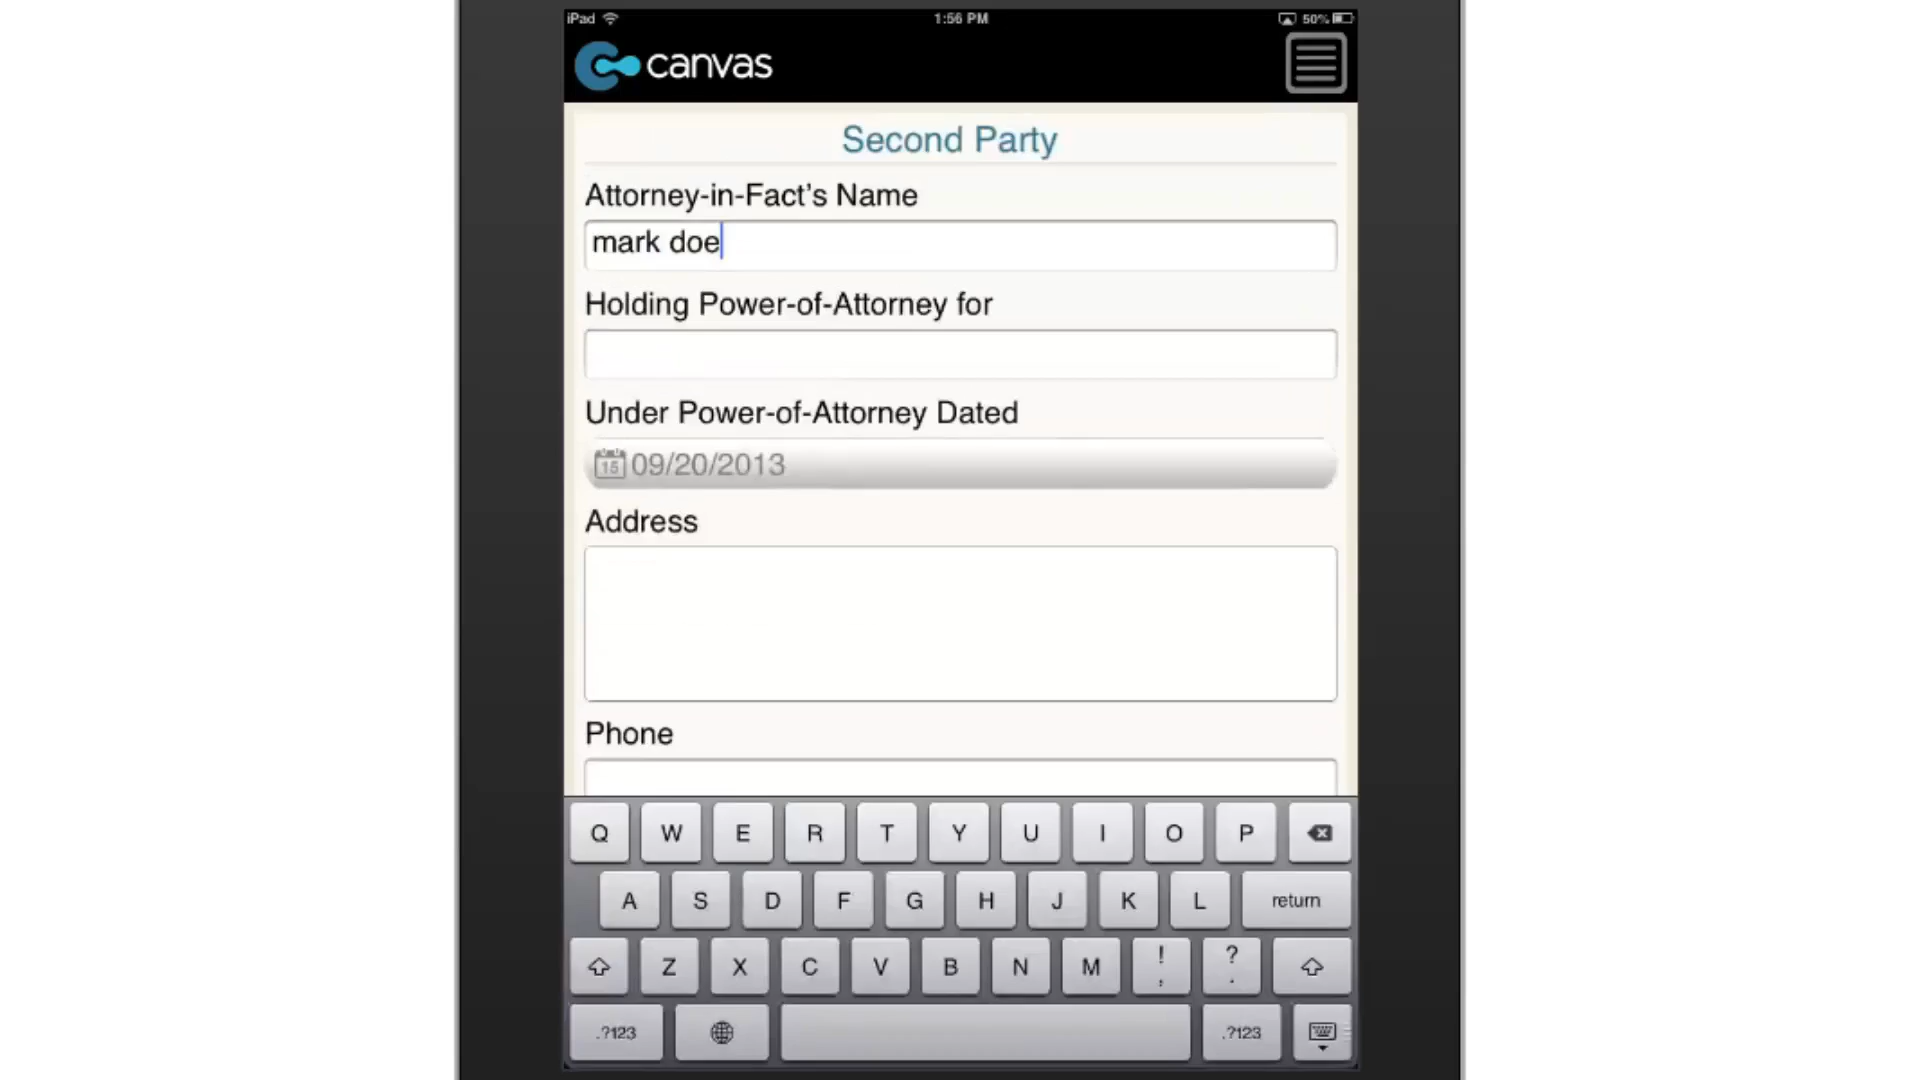 iPad 1:56 PM 50%
canvas
Second Party
Attorney-in-Fact's Name
mark doe
Holding Power-of-Attorney for
Under Power-of-Attorney Dated
15 09/20/2013
Address
Phone
Q W E R T Y U I O P
A S D F G H J K L return
Z X C V B N M ! , ? .
.?123 .?123